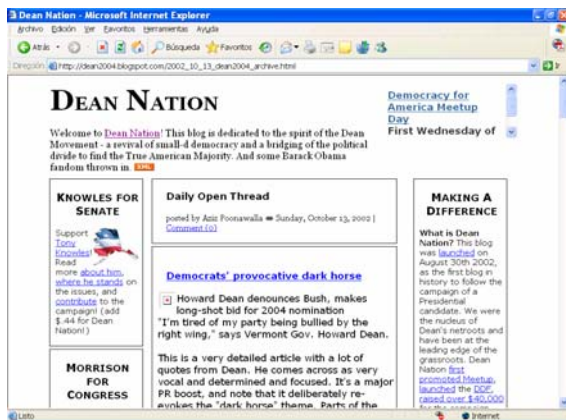 Dean Nation - Microsoft Internet Explorer
Archivo Edición Ver Favoritos Herramientas Ayuda
Atrás Búsqueda Favoritos
Dirección http://dean2004.blogspot.com/2002_10_13_dean2004_archive.html Ir
DEAN NATION
Welcome to Dean Nation! This blog is dedicated to the spirit of the Dean
Movement - a revival of small-d democracy and a bridging of the political
divide to find the True American Majority. And some Barack Obama
fandom thrown in. XML
Democracy for
America Meetup
Day
First Wednesday of
KNOWLES FOR
SENATE
Support
Tony
Knowles!
Read
more about him,
where he stands on
the issues, and
contribute to the
campaign! (add
$.44 for Dean
Nation!)
MORRISON
FOR
CONGRESS
Daily Open Thread
posted by Aziz Poonawalla Sunday, October 13, 2002 |
Comment (0)
Democrats' provocative dark horse
Howard Dean denounces Bush, makes
long-shot bid for 2004 nomination
"I'm tired of my party being bullied by the
right wing," says Vermont Gov. Howard Dean.
This is a very detailed article with a lot of
quotes from Dean. He comes across as very
vocal and determined and focused. It's a major
PR boost, and note that it deliberately re-
evokes the "dark horse" theme. Parts of the
MAKING A
DIFFERENCE
What is Dean
Nation? This blog
was launched on
August 30th 2002,
as the first blog in
history to follow the
campaign of a
Presidential
candidate. We were
the nucleus of
Dean's netroots and
have been at the
leading edge of the
grassroots. Dean
Nation first
promoted Meetup,
launched the DDF,
raised over $40,000
for the campaign
Listo Internet